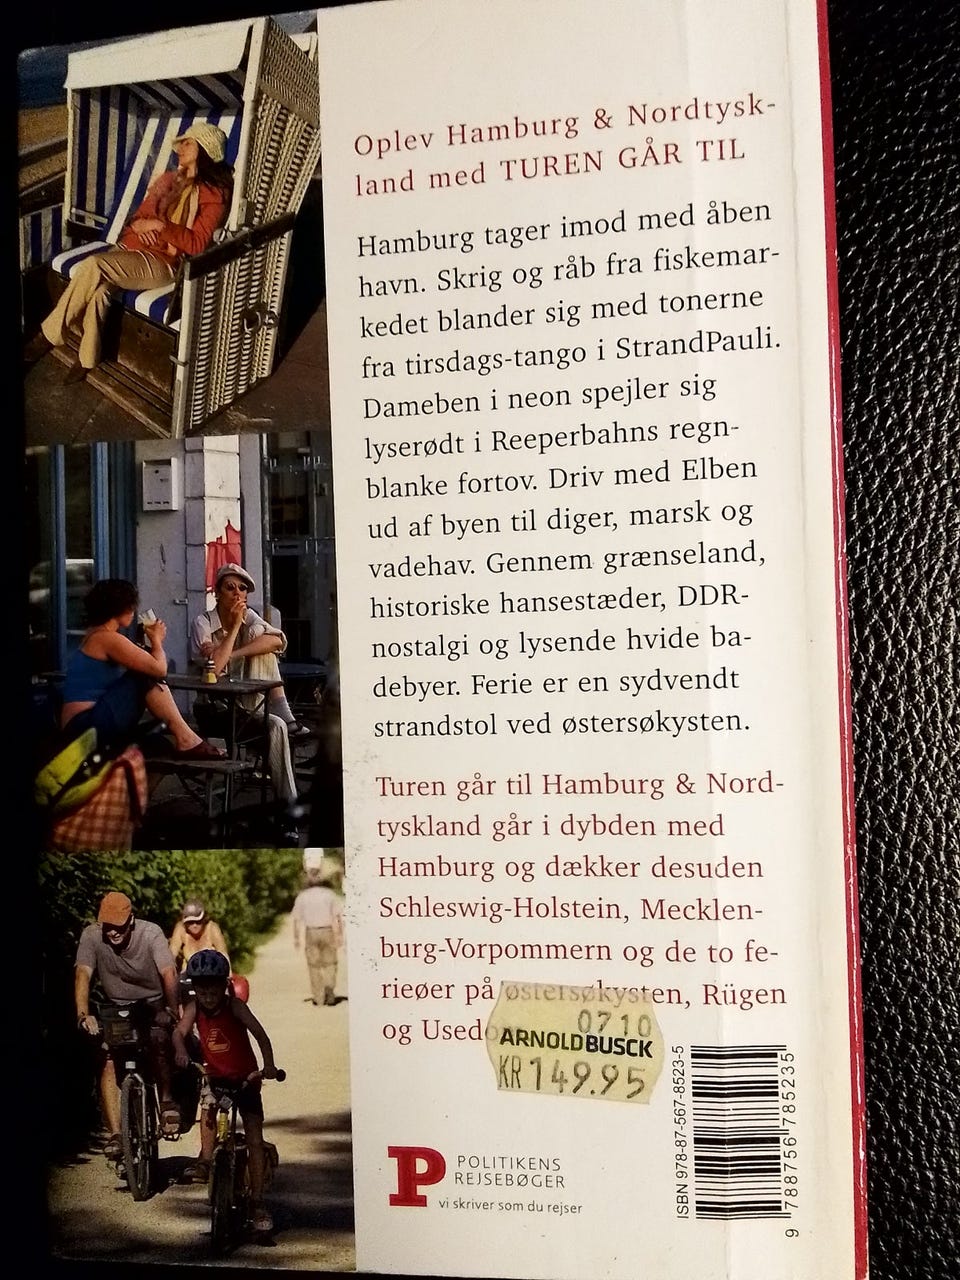 Oplev Hamburg & Nordtysk-
land med TUREN GÅR TIL
Hamburg tager imod med åben
havn. Skrig og råb fra fiskemar-
kedet blander sig med tonerne
fra tirsdags-tango i StrandPauli.
Dameben i neon spejler sig
lyserødt i Reeperbahns regn-
blanke fortov. Driv med Elben
ud af byen til diger, marsk og
vadehav. Gennem grænseland,
historiske hansestæder, DDR-
nostalgi og lysende hvide ba-
debyer. Ferie er en sydvendt
strandstol ved østersøkysten.
Turen går til Hamburg & Nord-
tyskland går i dybden med
Hamburg og dækker desuden
Schleswig-Holstein, Mecklen-
burg-Vorpommern og de to fe-
rieøer på østersøkysten, Rügen
og Usedo
0710
ARNOLD BUSCK
KR 149.95
P POLITIKENS
REJSEBØGER
vi skriver som du rejser
ISBN 978-87-567-8523-5
9 788756 785235